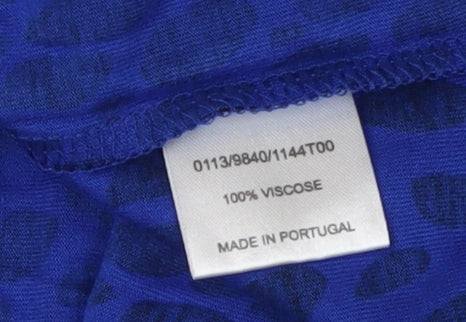 0113/9840/1144T00
100% VISCOSE
MADE IN PORTUGAL